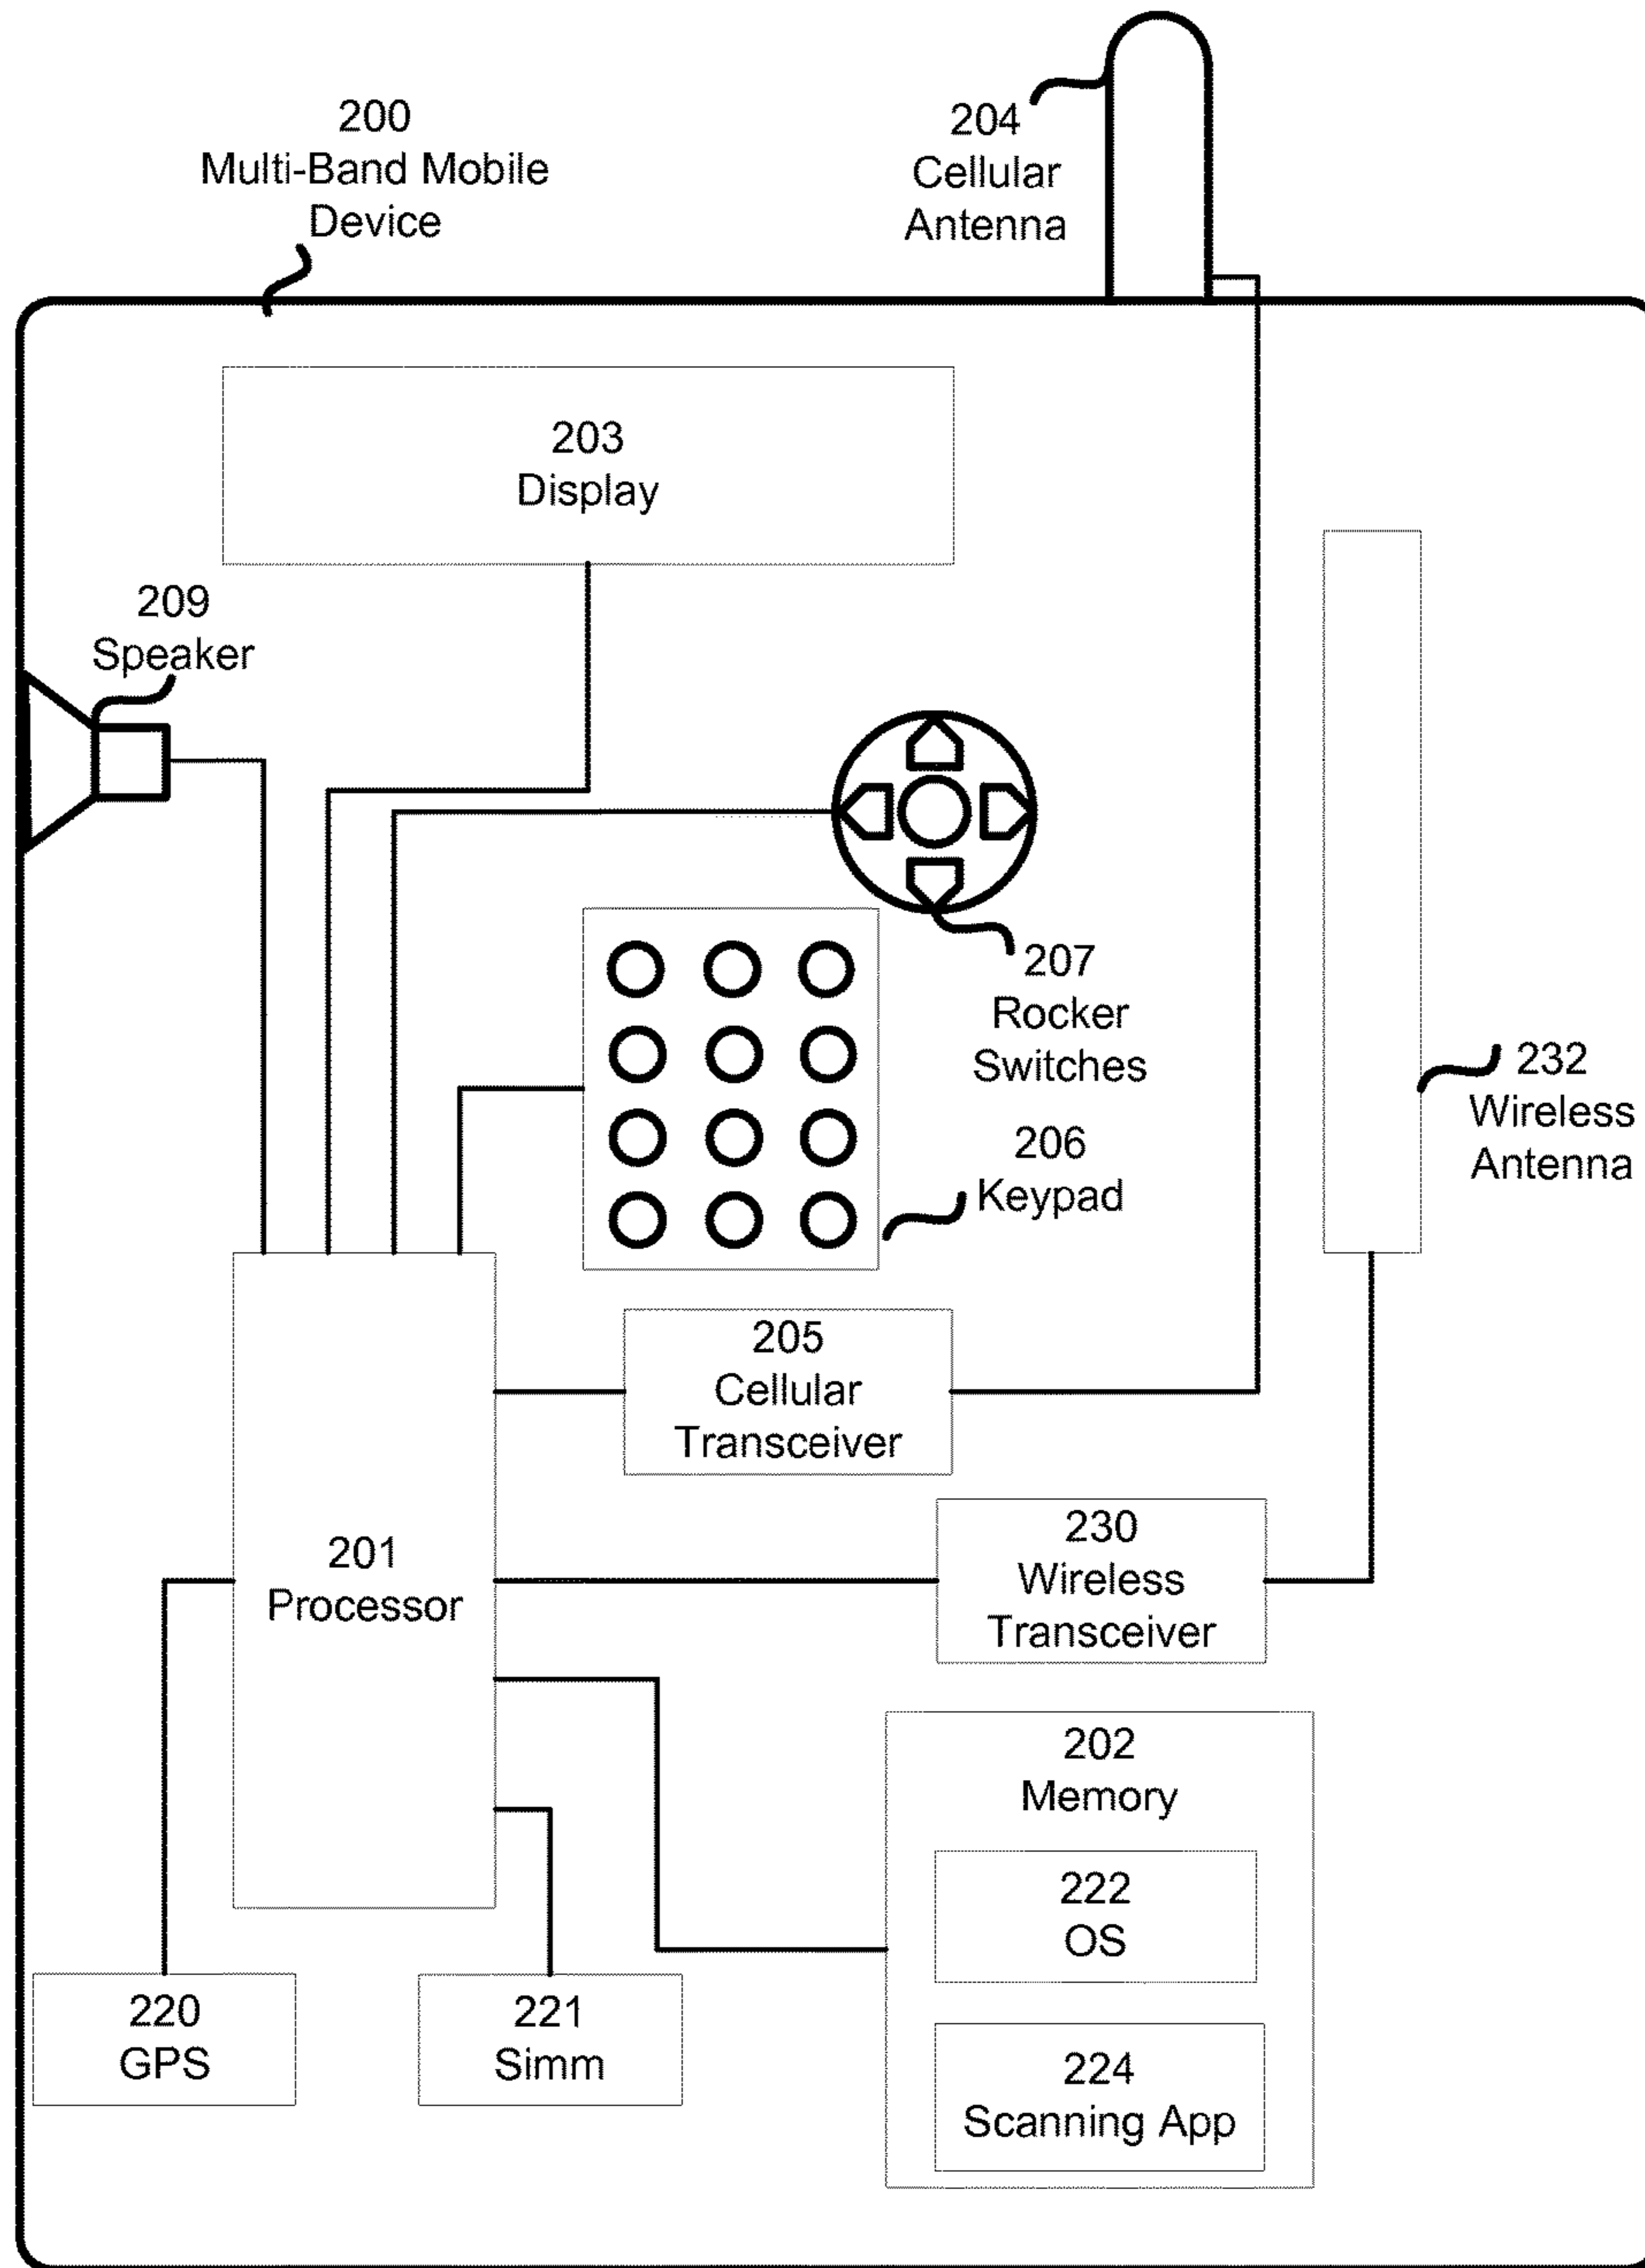 200
Multi-Band Mobile
Device
204
Cellular
Antenna
203
Display
209
Speaker
207
Rocker
Switches
232
Wireless
Antenna
206
Keypad
205
Cellular
Transceiver
230
Wireless
Transceiver
201
Processor
202
Memory
222
OS
220
GPS
221
Simm
224
Scanning App